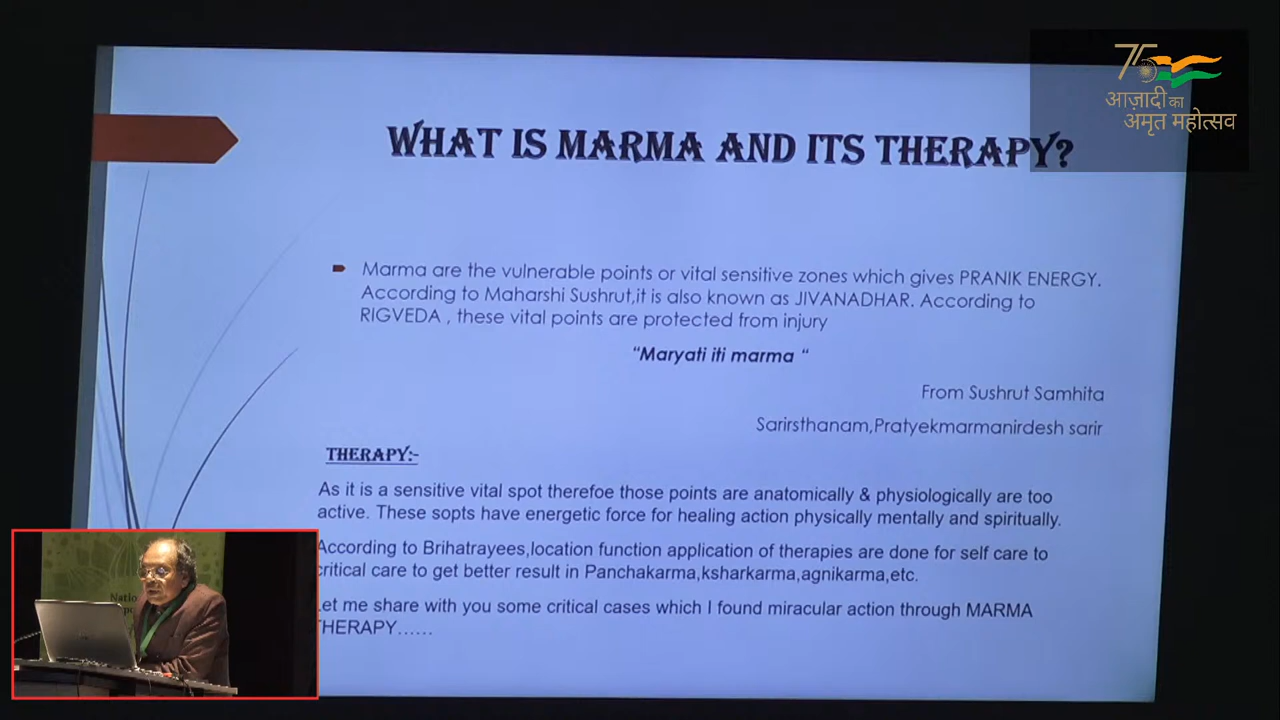 75
आज़ादी का
अमृत महोत्सव
WHAT IS MARMA AND ITS THERAPY?
Marma are the vulnerable points or vital sensitive zones which gives PRANIK ENERGY.
According to Maharshi Sushrut,it is also known as JIVANADHAR. According to
RIGVEDA , these vital points are protected from injury
“Maryati iti marma “
From Sushrut Samhita
Sarirsthanam,Pratyekmarmanirdesh sarir
THERAPY:-
As it is a sensitive vital spot therefoe those points are anatomically & physiologically are too
active. These sopts have energetic force for healing action physically mentally and spiritually.
According to Brihatrayees,location function application of therapies are done for self care to
critical care to get better result in Panchakarma,ksharkarma,agnikarma,etc.
Let me share with you some critical cases which I found miracular action through MARMA
THERAPY......